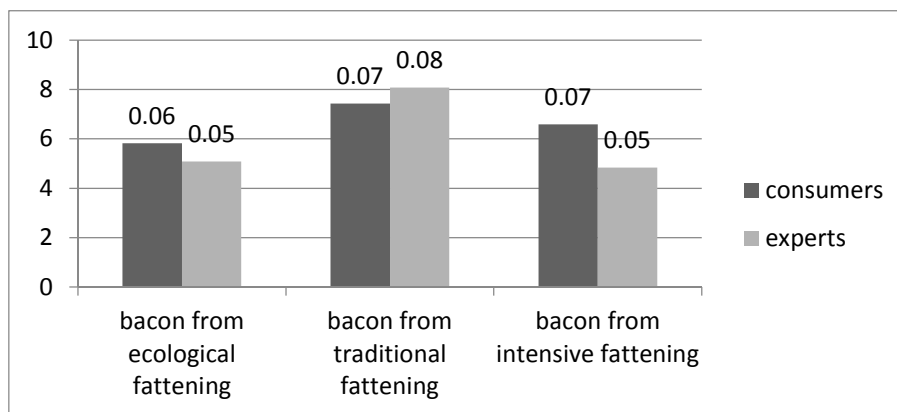 10
8
6
4
2
0
0.06
0.05
0.07
0.08
0.07
0.05
bacon from
ecological
fattening
bacon from
traditional
fattening
bacon from
intensive fattening
consumers
experts